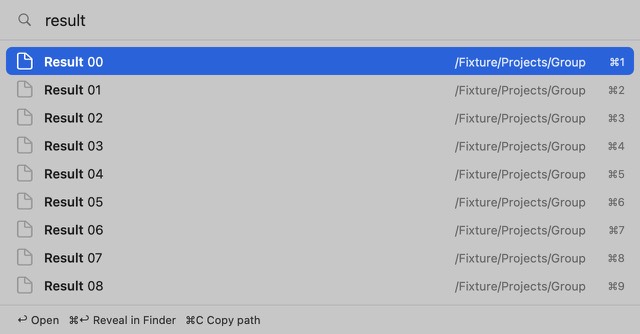 result
Result 00 /Fixture/Projects/Group ⌘1
Result 01 /Fixture/Projects/Group ⌘2
Result 02 /Fixture/Projects/Group ⌘3
Result 03 /Fixture/Projects/Group ⌘4
Result 04 /Fixture/Projects/Group ⌘5
Result 05 /Fixture/Projects/Group ⌘6
Result 06 /Fixture/Projects/Group ⌘7
Result 07 /Fixture/Projects/Group ⌘8
Result 08 /Fixture/Projects/Group ⌘9
↩ Open ⌘↩ Reveal in Finder ⌘C Copy path